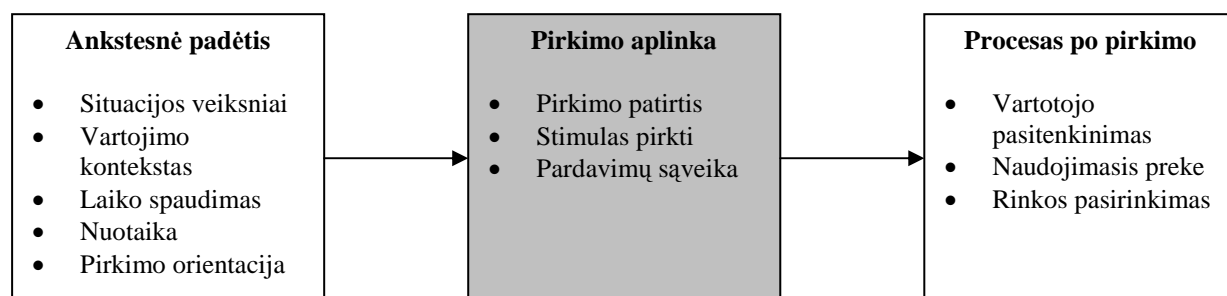 Ankstesnė padėtis
• Situacijos veiksniai
• Vartojimo
kontekstas
• Laiko spaudimas
• Nuotaika
• Pirkimo orientacija
Pirkimo aplinka
• Pirkimo patirtis
• Stimulas pirkti
• Pardavimų sąveika
Procesas po pirkimo
• Vartotojo
pasitenkinimas
• Naudojimasis preke
• Rinkos pasirinkimas